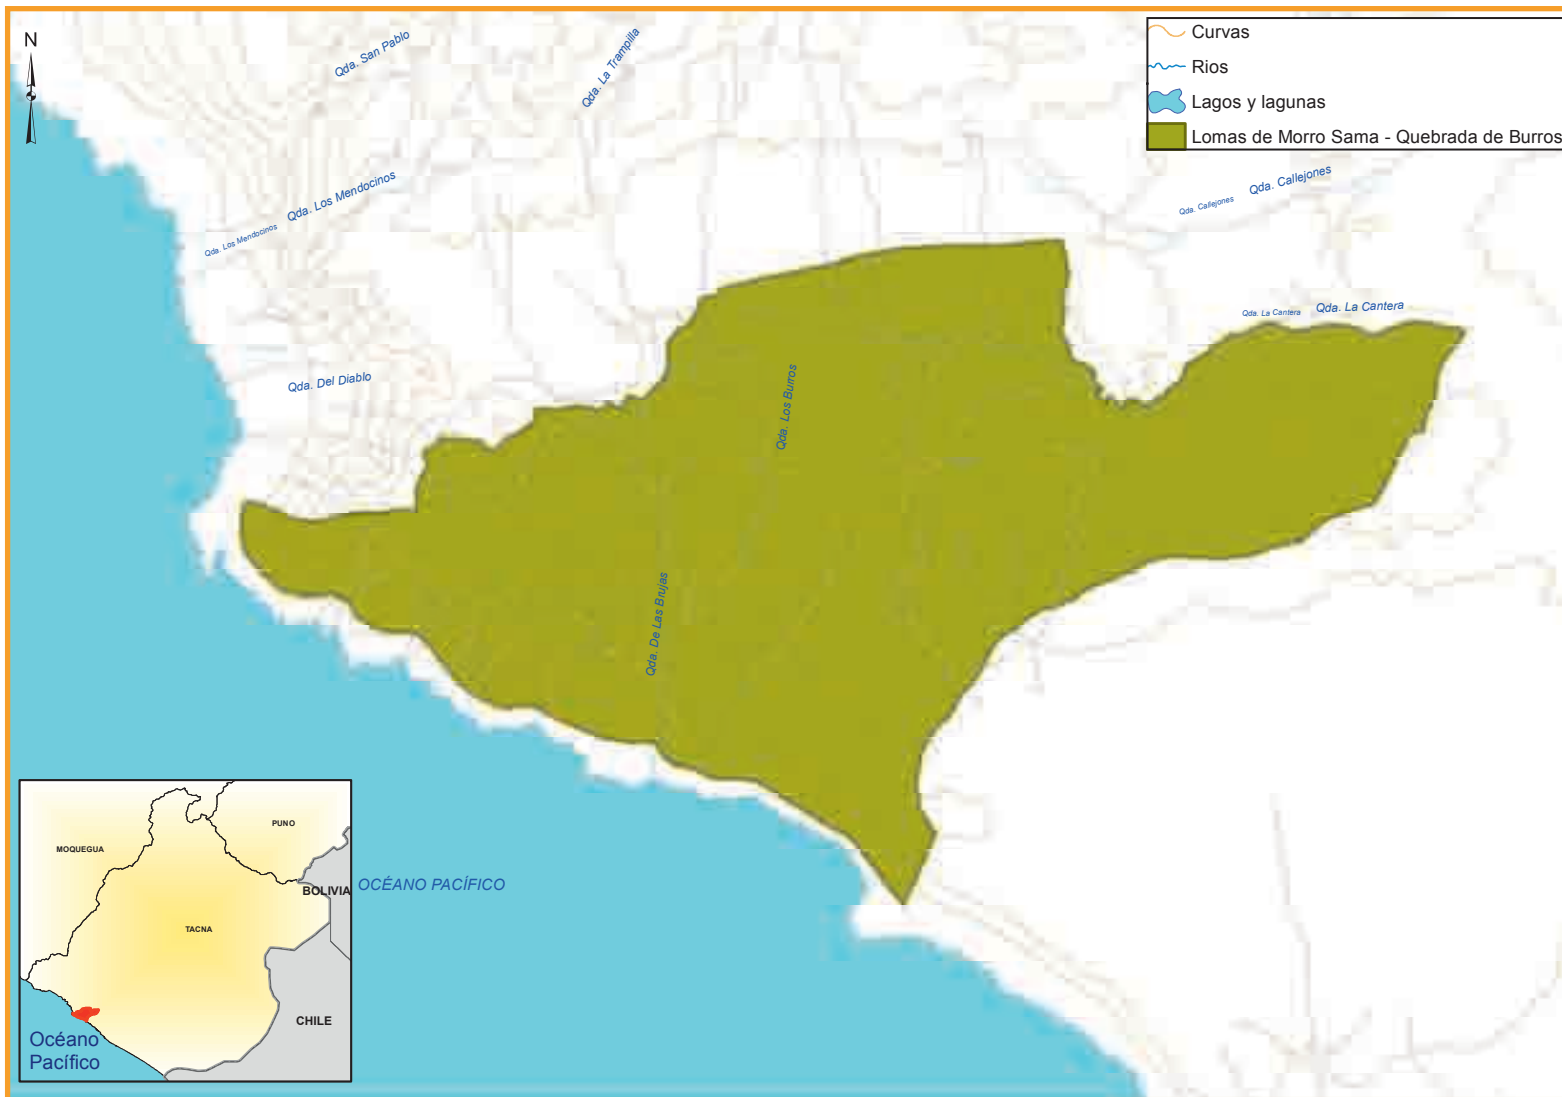 N
Qda. San Pablo
Qda. La Trampilla
Curvas
Rios
Lagos y lagunas
Lomas de Morro Sama - Quebrada de Burros
Qda. Los Mendocinos
Qda. Los Mendocinos
Qda. Callejones
Qda. Callejones
Qda. La Cantera
Qda. La Cantera
Qda. Del Diablo
Qda. Los Burros
Qda. De Las Brujas
OCÉANO PACÍFICO
PUNO
MOQUEGUA
BOLIVIA
TACNA
CHILE
Océano
Pacífico